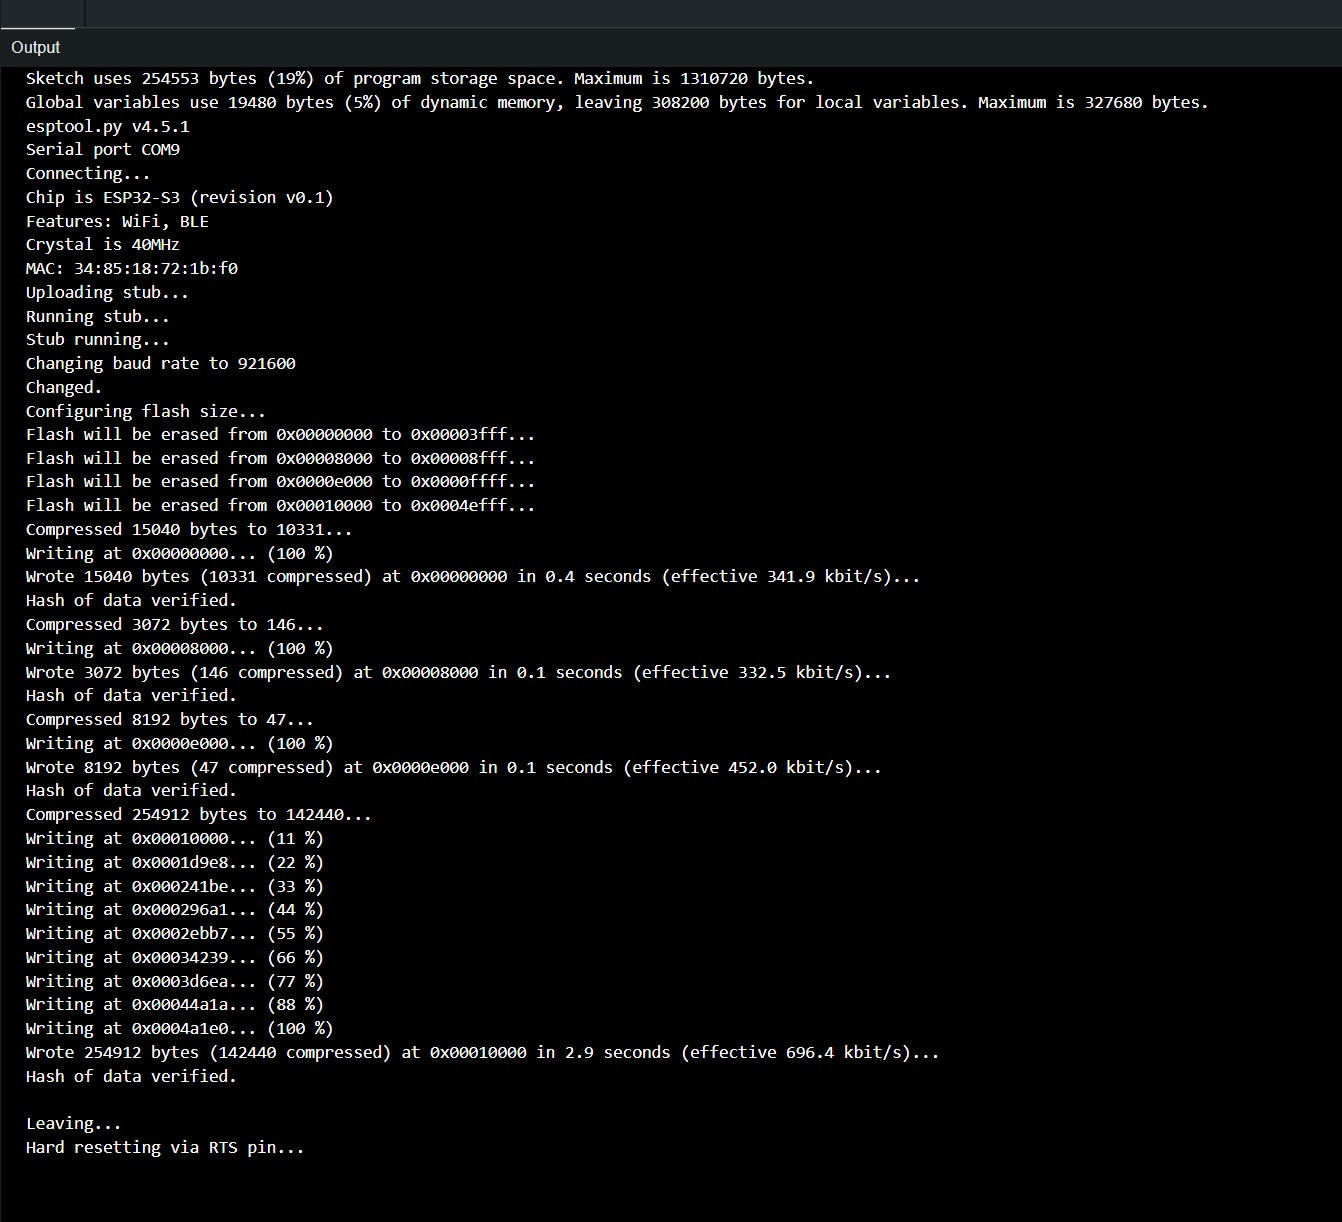 Output
Sketch uses 254553 bytes (19%) of program storage space. Maximum is 1310720 bytes.
Global variables use 19480 bytes (5%) of dynamic memory, leaving 308200 bytes for local variables. Maximum is 327680 bytes.
esptool.py v4.5.1
Serial port COM9
Connecting...
Chip is ESP32-S3 (revision v0.1)
Features: WiFi, BLE
Crystal is 40MHz
MAC: 34:85:18:72:1b:f0
Uploading stub...
Running stub...
Stub running...
Changing baud rate to 921600
Changed.
Configuring flash size...
Flash will be erased from 0x00000000 to 0x00003fff...
Flash will be erased from 0x00008000 to 0x00008fff...
Flash will be erased from 0x0000e000 to 0x0000ffff...
Flash will be erased from 0x00010000 to 0x0004efff...
Compressed 15040 bytes to 10331...
Writing at 0x00000000... (100 %)
Wrote 15040 bytes (10331 compressed) at 0x00000000 in 0.4 seconds (effective 341.9 kbit/s)...
Hash of data verified.
Compressed 3072 bytes to 146...
Writing at 0x00008000... (100 %)
Wrote 3072 bytes (146 compressed) at 0x00008000 in 0.1 seconds (effective 332.5 kbit/s)...
Hash of data verified.
Compressed 8192 bytes to 47...
Writing at 0x0000e000... (100 %)
Wrote 8192 bytes (47 compressed) at 0x0000e000 in 0.1 seconds (effective 452.0 kbit/s)...
Hash of data verified.
Compressed 254912 bytes to 142440...
Writing at 0x00010000... (11 %)
Writing at 0x0001d9e8... (22 %)
Writing at 0x000241be... (33 %)
Writing at 0x000296a1... (44 %)
Writing at 0x0002ebb7... (55 %)
Writing at 0x00034239... (66 %)
Writing at 0x0003d6ea... (77 %)
Writing at 0x00044a1a... (88 %)
Writing at 0x0004a1e0... (100 %)
Wrote 254912 bytes (142440 compressed) at 0x00010000 in 2.9 seconds (effective 696.4 kbit/s)...
Hash of data verified.
Leaving...
Hard resetting via RTS pin...